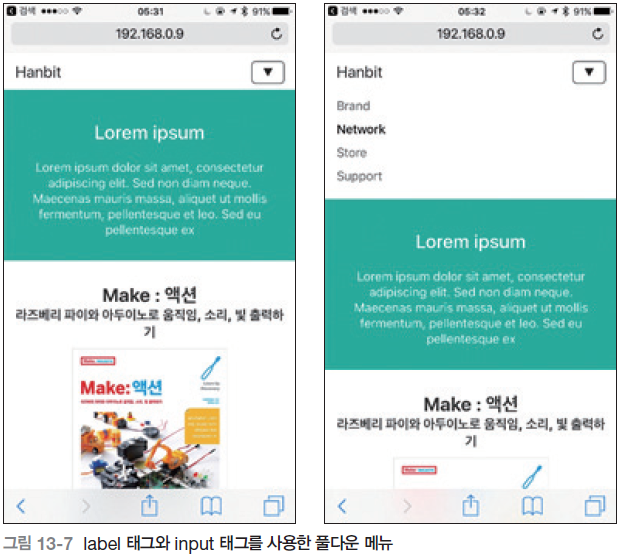 검색
05:31
91%
192.168.0.9
Hanbit
▼
Lorem ipsum
Lorem ipsum dolor sit amet, consectetur
adipiscing elit. Sed non diam neque.
Maecenas mauris massa, aliquet ut mollis
fermentum, pellentesque et leo. Sed eu
pellentesque ex
Make : 액션
라즈베리 파이와 아두이노로 움직임, 소리, 빛 출력하
기
Make:액션
검색
05:32
91%
192.168.0.9
Hanbit
▼
Brand
Network
Store
Support
Lorem ipsum
Lorem ipsum dolor sit amet, consectetur
adipiscing elit. Sed non diam neque.
Maecenas mauris massa, aliquet ut mollis
fermentum, pellentesque et leo. Sed eu
pellentesque ex
Make : 액션
라즈베리 파이와 아두이노로 움직임, 소리, 빛 출력하
기
그림 13-7 label 태그와 input 태그를 사용한 풀다운 메뉴